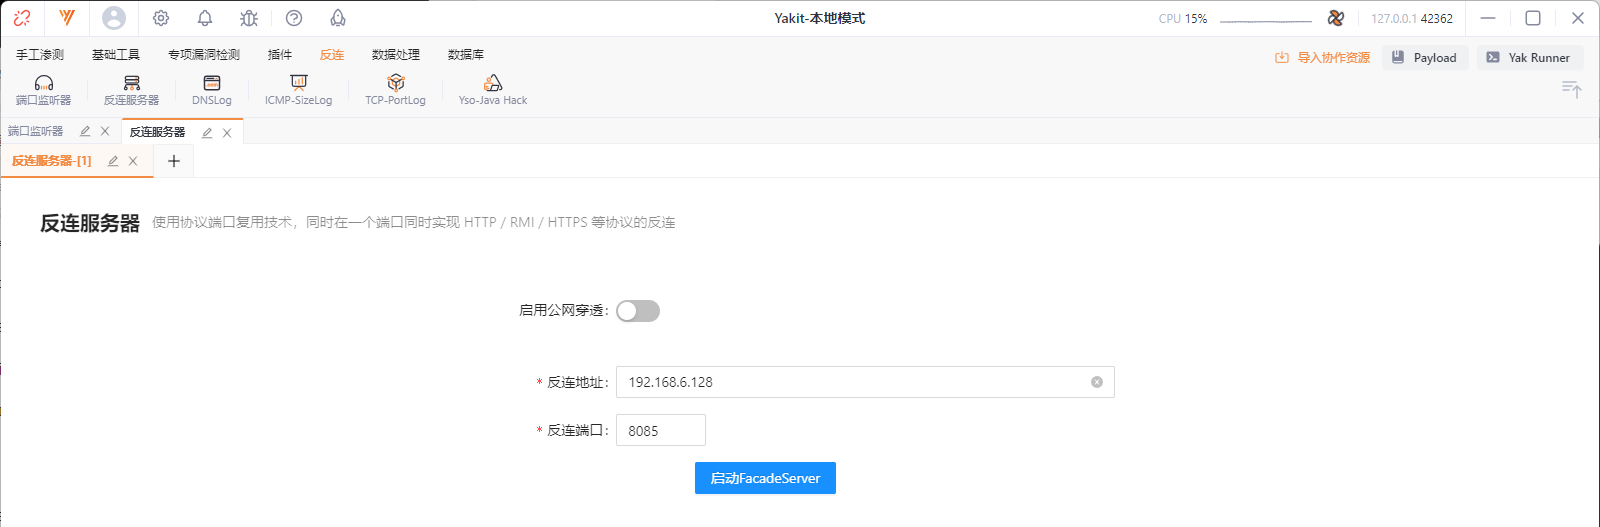 Yakit-本地模式
CPU 15%
127.0.0.1 42362
手工渗测 基础工具 专项漏洞检测 插件 反连 数据处理 数据库
导入协作资源 Payload Yak Runner
端口监听器 反连服务器 DNSLog ICMP-SizeLog TCP-PortLog Yso-Java Hack
端口监听器 反连服务器
反连服务器-[1]
反连服务器 使用协议端口复用技术，同时在一个端口同时实现 HTTP / RMI / HTTPS 等协议的反连
启用公网穿透：
* 反连地址： 192.168.6.128
* 反连端口： 8085
启动FacadeServer